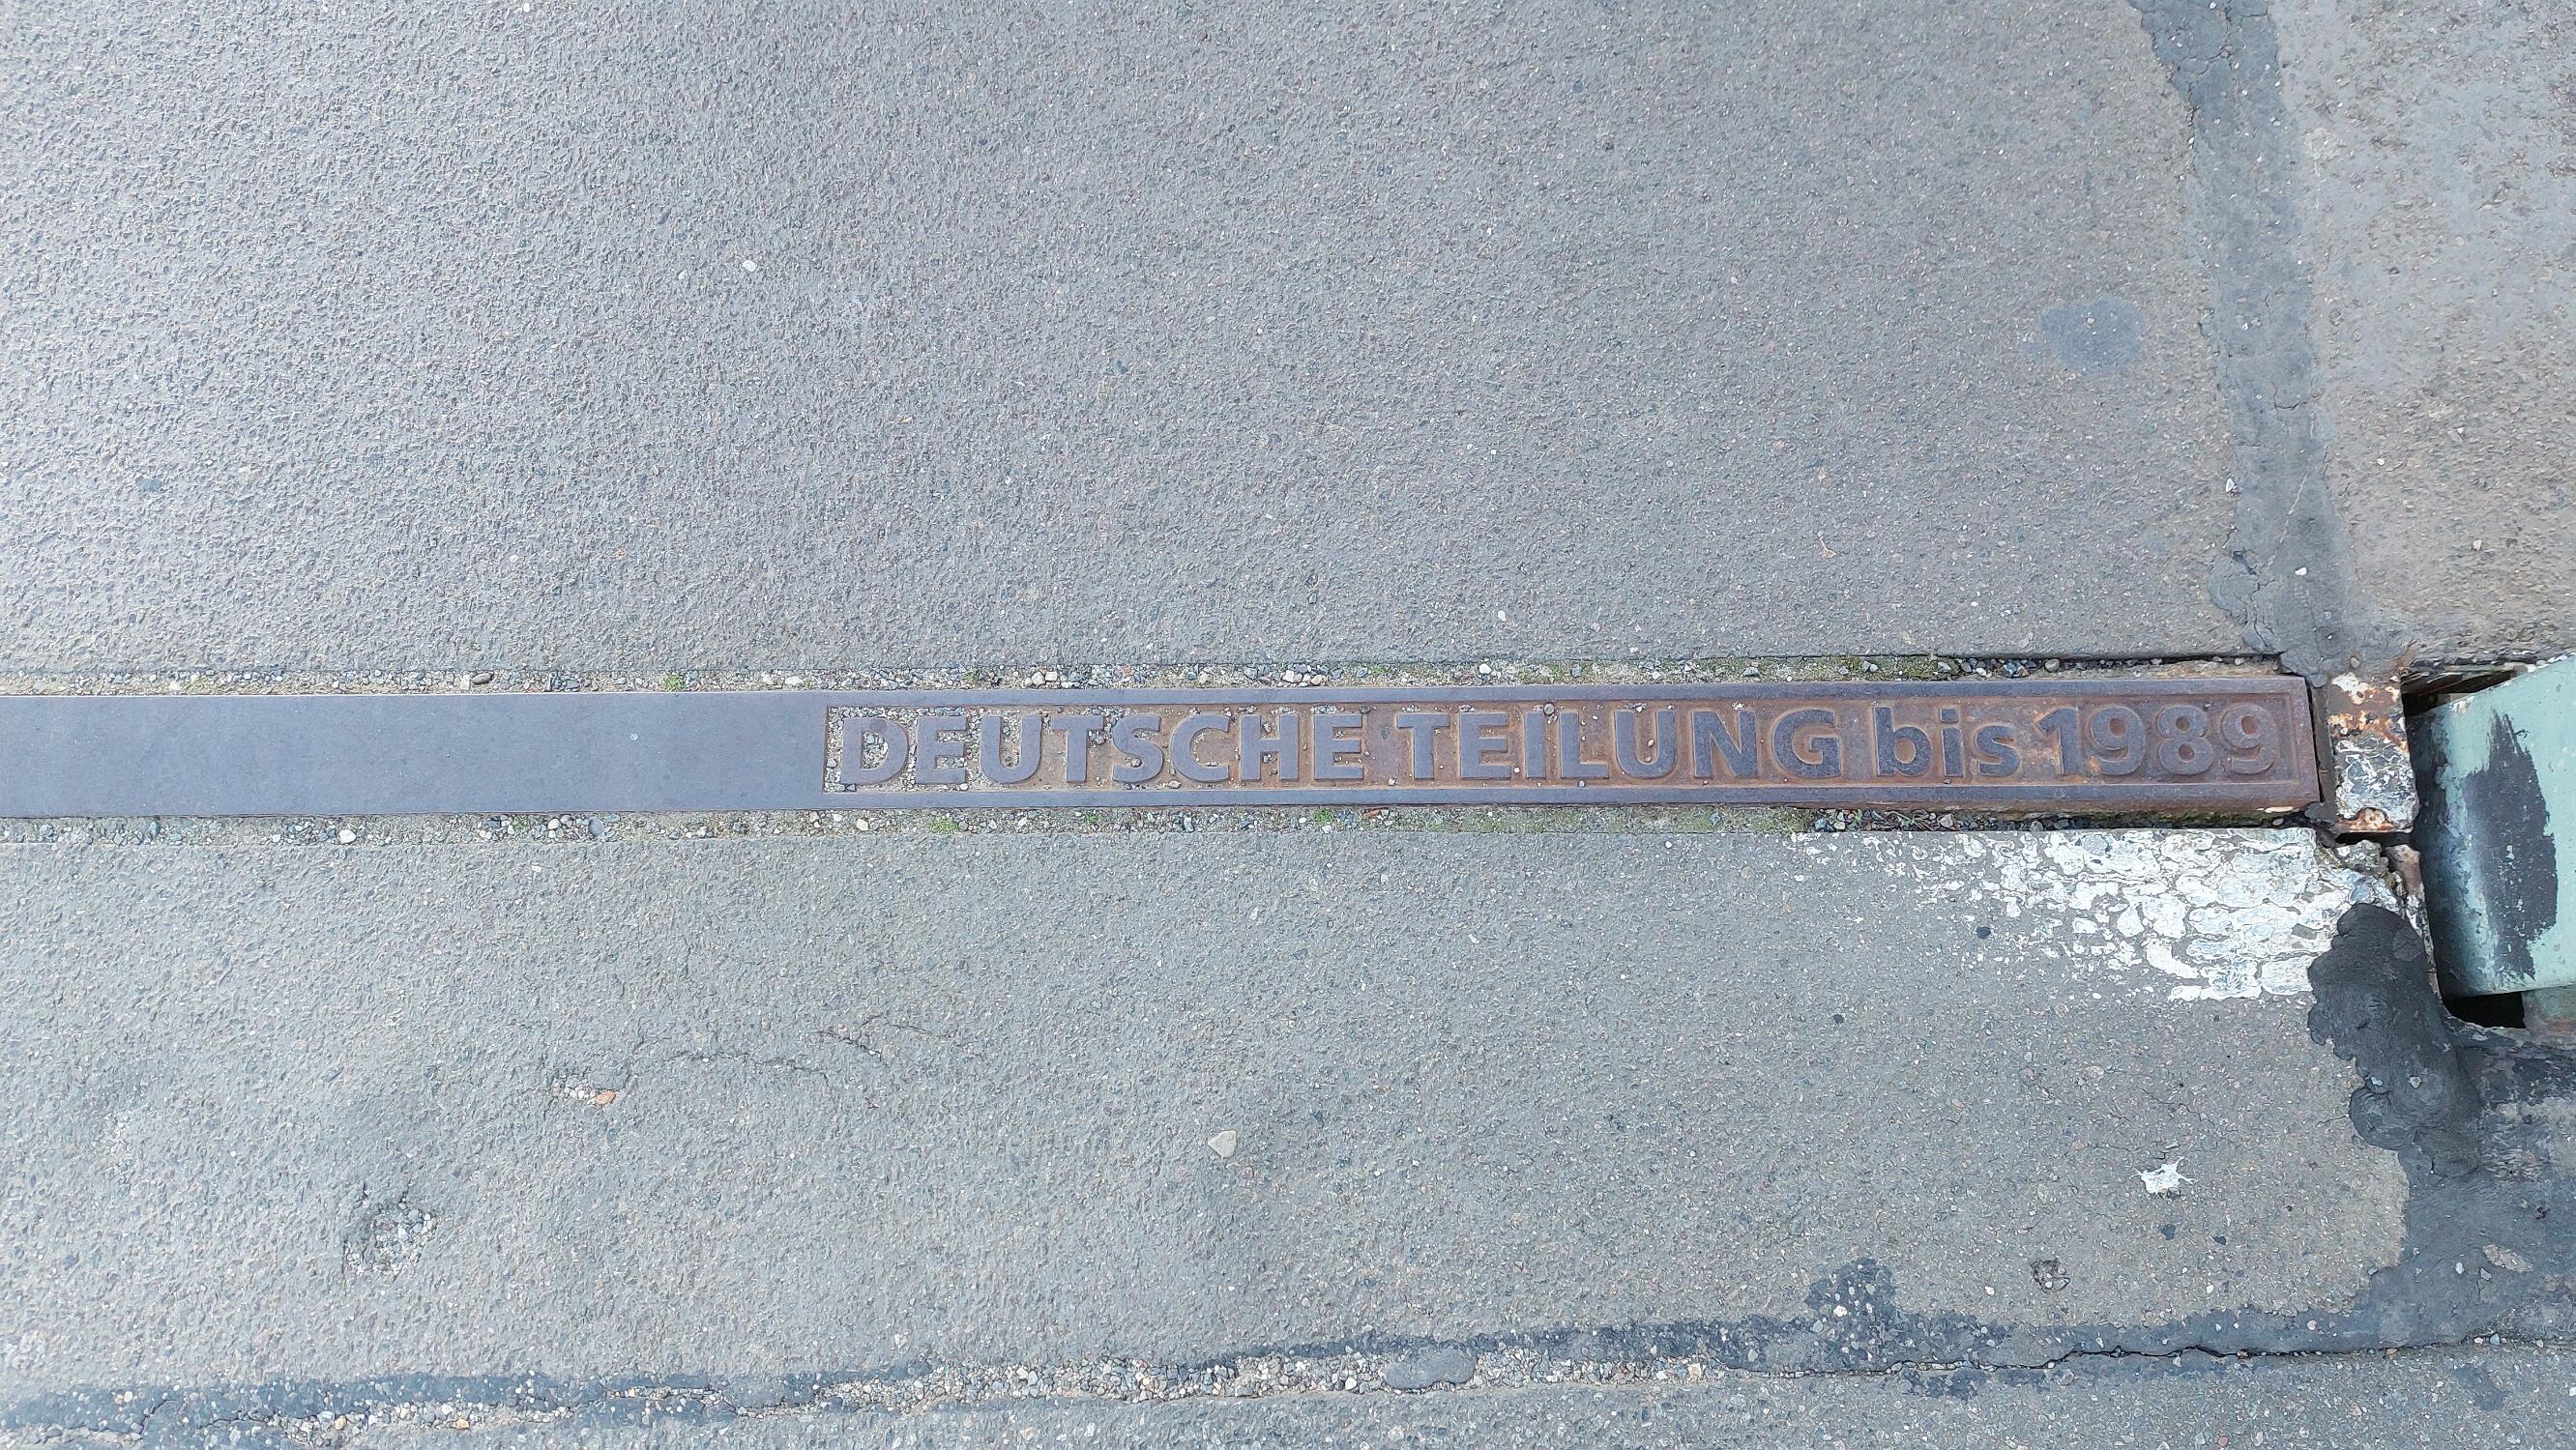 DEUTSCHE TEILUNG bis 1989